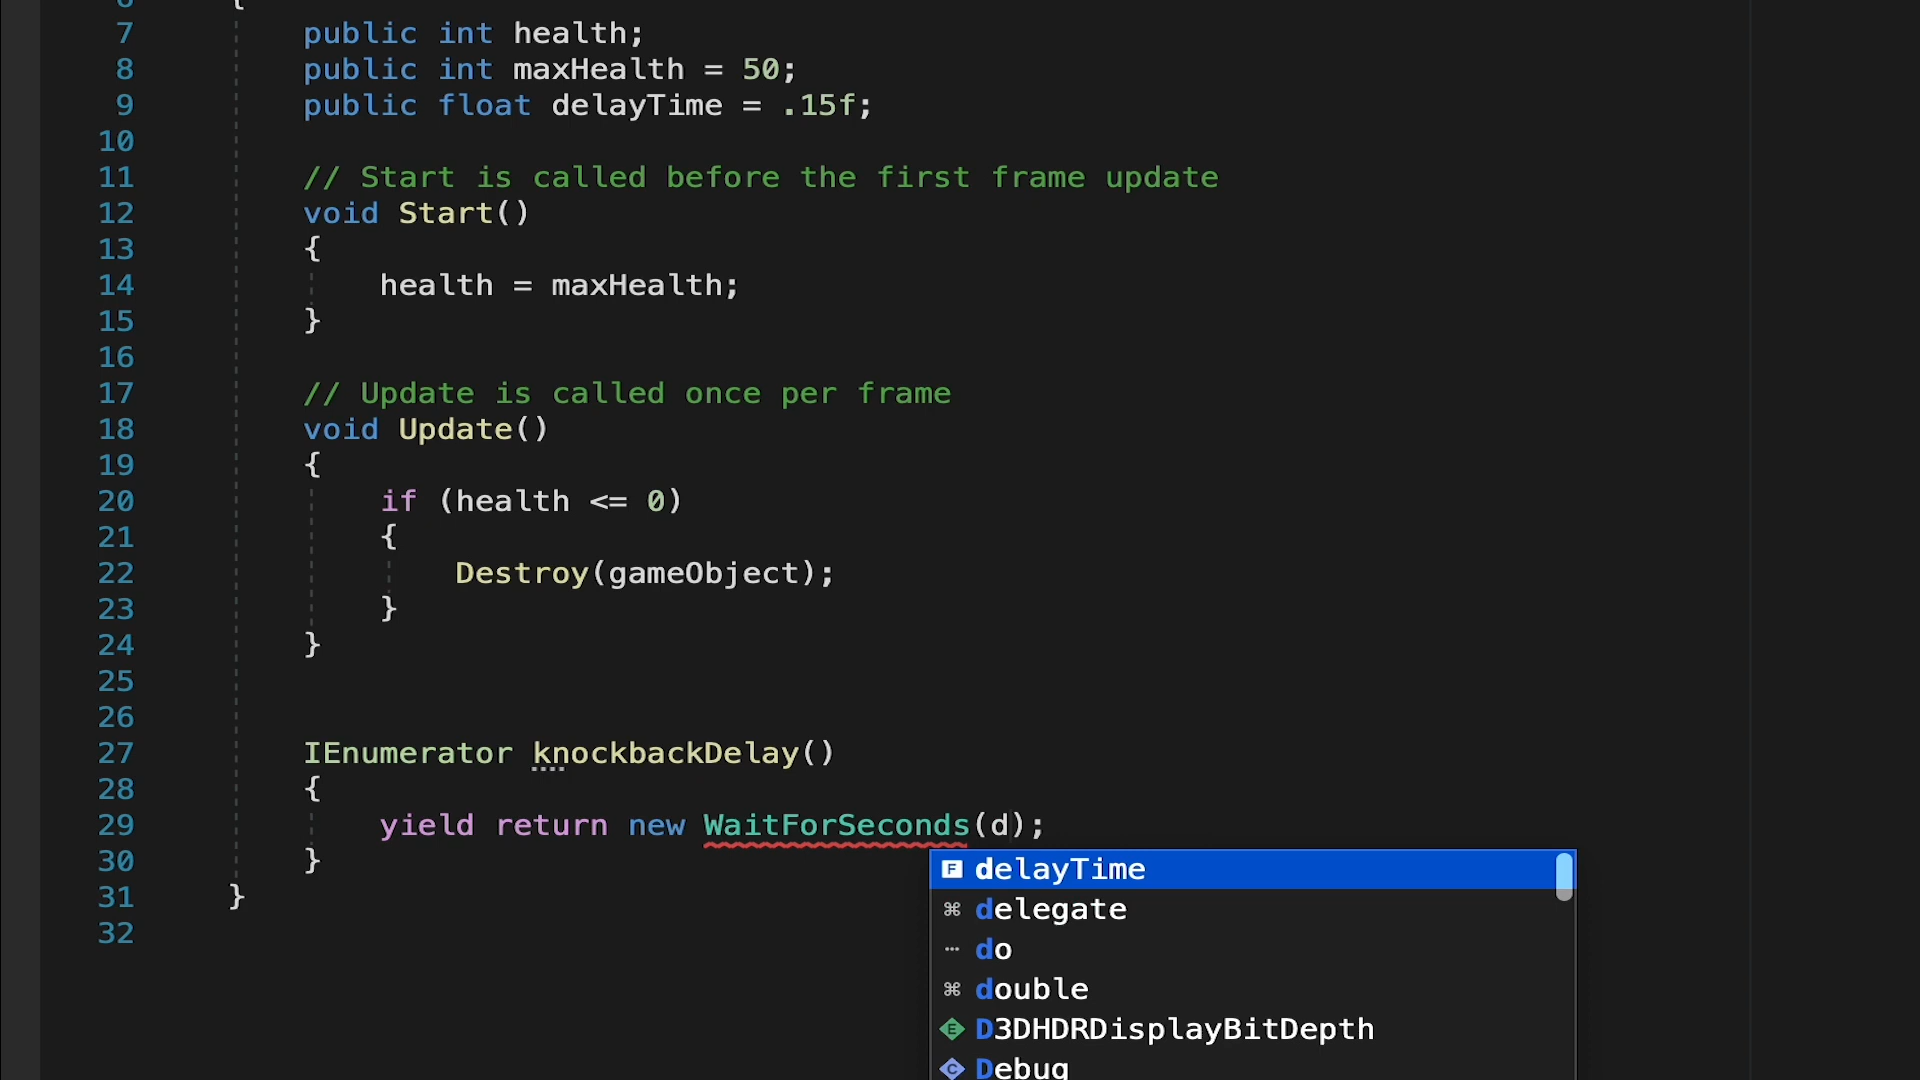 6 {
7 public int health;
8 public int maxHealth = 50;
9 public float delayTime = .15f;
10
11 // Start is called before the first frame update
12 void Start()
13 {
14 health = maxHealth;
15 }
16
17 // Update is called once per frame
18 void Update()
19 {
20 if (health <= 0)
21 {
22 Destroy(gameObject);
23 }
24 }
25
26
27 IEnumerator knockbackDelay()
28 {
29 yield return new WaitForSeconds(d);
30 }
31 }
32
F delayTime
⌘ delegate
··· do
⌘ double
E D3DHDRDisplayBitDepth
C Debug